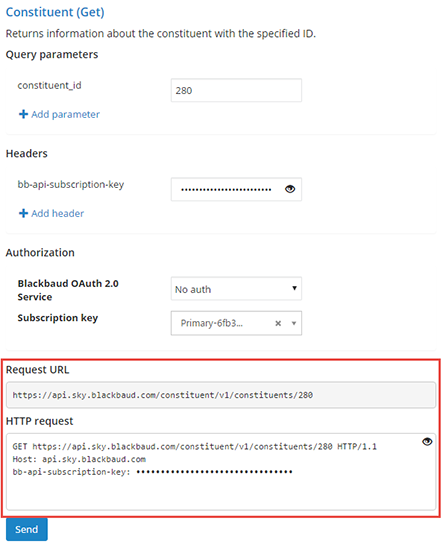 Constituent (Get)
Returns information about the constituent with the specified ID.
Query parameters
constituent_id
280
Add parameter
Headers
bb-api-subscription-key
••••••••••••••••••••••••
Add header
Authorization
Blackbaud OAuth 2.0
Service
No auth
Subscription key
Primary-6fb3...
Request URL
https://api.sky.blackbaud.com/constituent/v1/constituents/280
HTTP request
GET https://api.sky.blackbaud.com/constituent/v1/constituents/280 HTTP/1.1
Host: api.sky.blackbaud.com
bb-api-subscription-key: ••••••••••••••••••••••••••••••••
Send